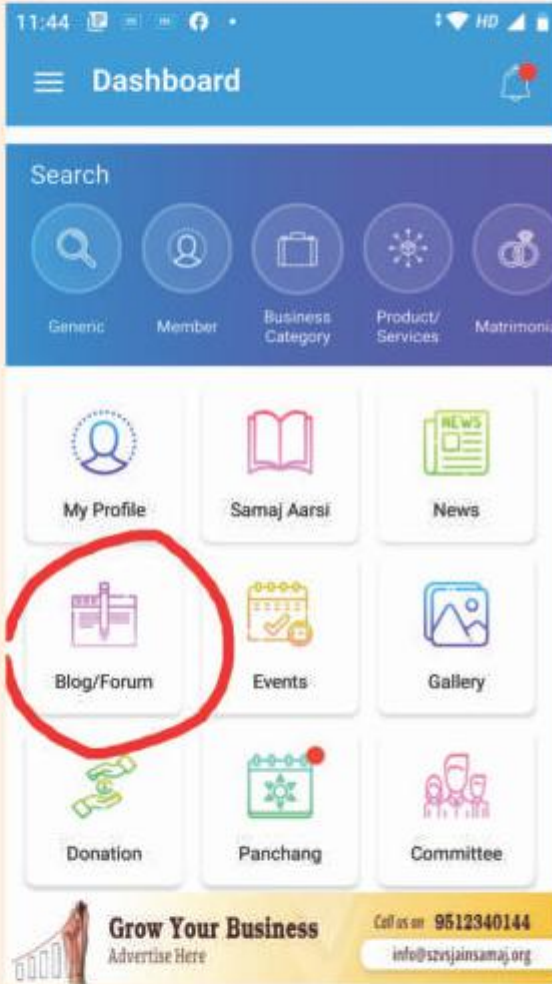 11:44
HD
Dashboard
Search
Generic
Member
Business
Category
Product/
Services
Matrimonia
My Profile
Samaj Aarsi
NEWS
News
Blog/Forum
Events
Gallery
Donation
Panchang
Committee
Grow Your Business
Advertise Here
Call us on 9512340144
info@szvsjainsamaj.org